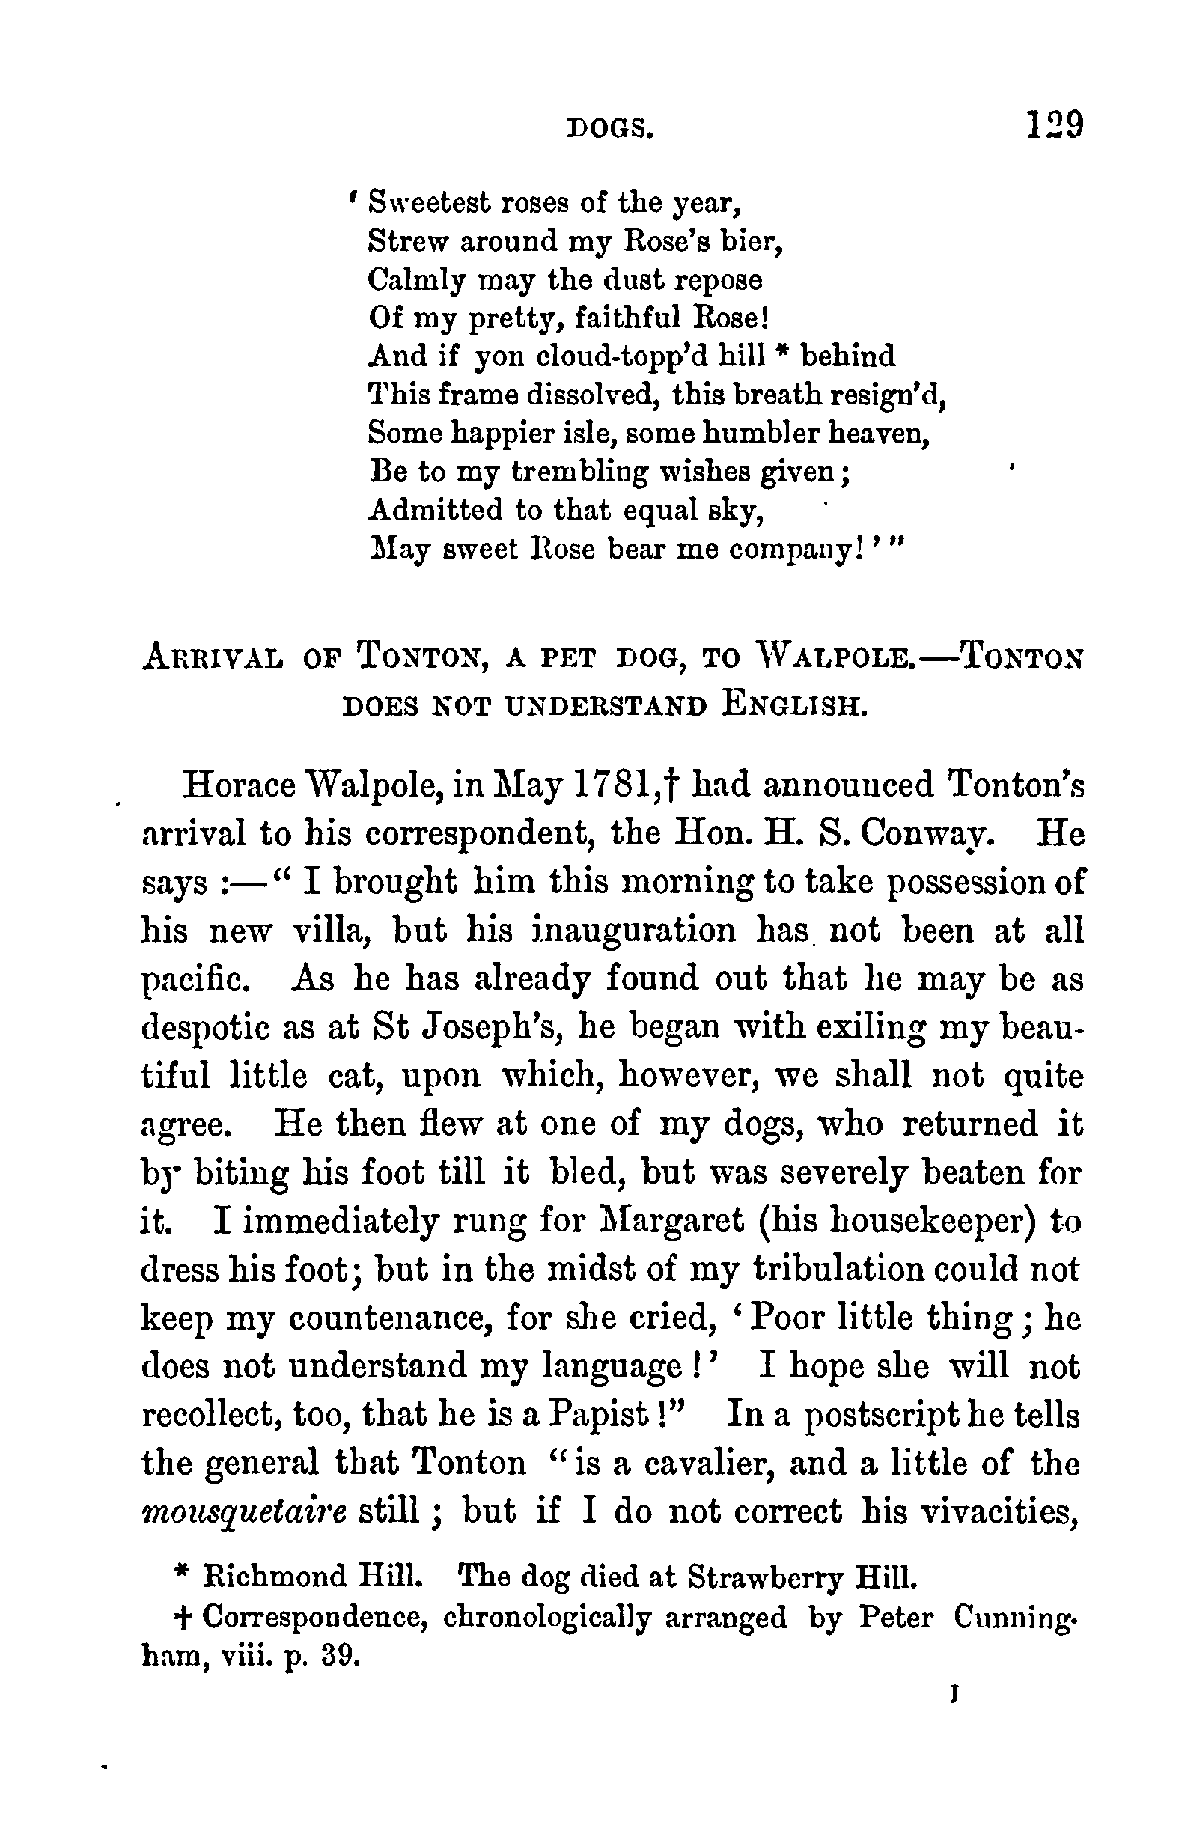 DOGS. 129
‘ Sweetest roses of the year,
Strew around my Rose’s bier,
Calmly may the dust repose
Of my pretty, faithful Rose!
And if yon cloud-topp’d hill * behind
This frame dissolved, this breath resign’d,
Some happier isle, some humbler heaven,
Be to my trembling wishes given;
Admitted to that equal sky,
May sweet Rose bear me company! ’ ”
ARRIVAL OF TONTON, A PET DOG, TO WALPOLE.—TONTON
DOES NOT UNDERSTAND ENGLISH.
Horace Walpole, in May 1781,† had announced Tonton’s
arrival to his correspondent, the Hon. H. S. Conway. He
says :—“ I brought him this morning to take possession of
his new villa, but his inauguration has not been at all
pacific. As he has already found out that he may be as
despotic as at St Joseph’s, he began with exiling my beau-
tiful little cat, upon which, however, we shall not quite
agree. He then flew at one of my dogs, who returned it
by biting his foot till it bled, but was severely beaten for
it. I immediately rung for Margaret (his housekeeper) to
dress his foot; but in the midst of my tribulation could not
keep my countenance, for she cried, ‘ Poor little thing ; he
does not understand my language ! ’ I hope she will not
recollect, too, that he is a Papist !” In a postscript he tells
the general that Tonton “ is a cavalier, and a little of the
mousquetaire still ; but if I do not correct his vivacities,
* Richmond Hill. The dog died at Strawberry Hill.
† Correspondence, chronologically arranged by Peter Cunning-
ham, viii. p. 39.
I